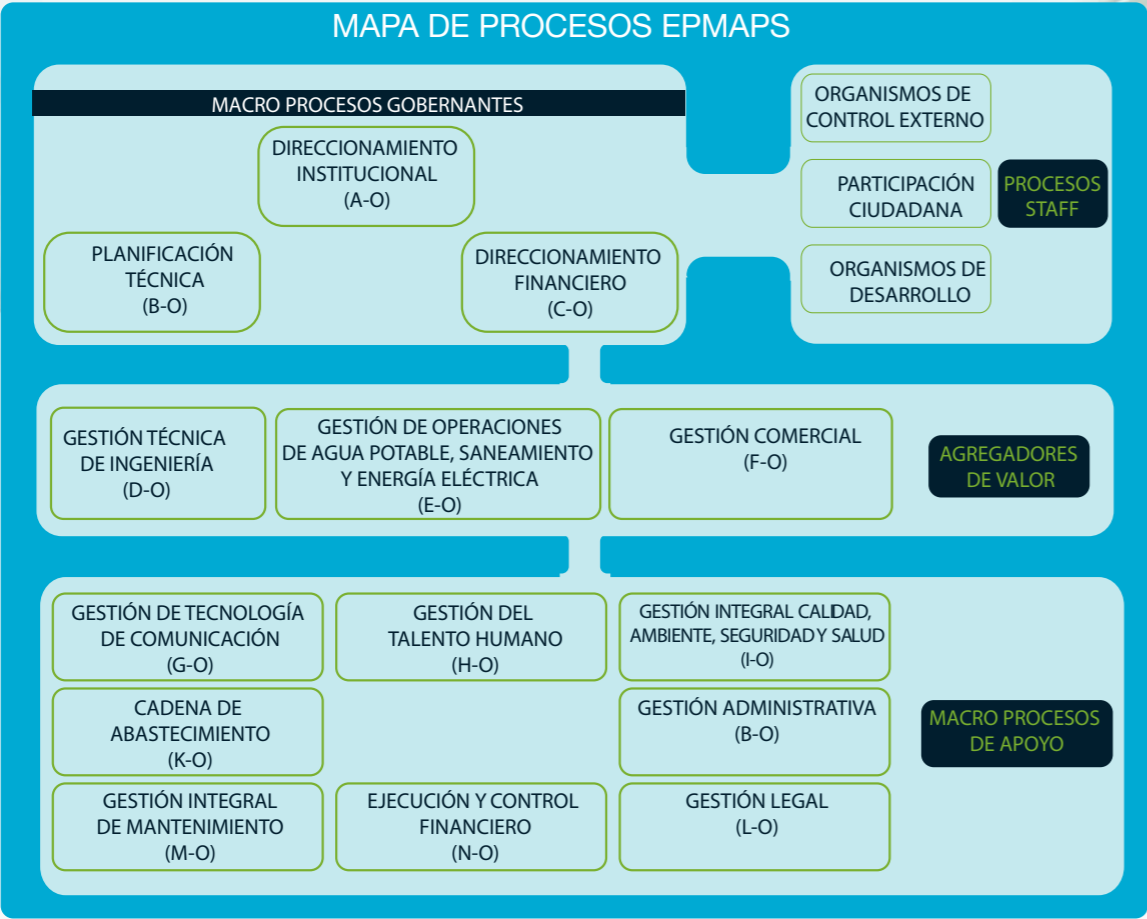 MAPA DE PROCESOS EPMAPS
MACRO PROCESOS GOBERNANTES
DIRECCIONAMIENTO
INSTITUCIONAL
(A-O)
PLANIFICACIÓN
TÉCNICA
(B-O)
DIRECCIONAMIENTO
FINANCIERO
(C-O)
ORGANISMOS DE
CONTROL EXTERNO
PARTICIPACIÓN
CIUDADANA
ORGANISMOS DE
DESARROLLO
PROCESOS
STAFF
GESTIÓN TÉCNICA
DE INGENIERÍA
(D-O)
GESTIÓN DE OPERACIONES
DE AGUA POTABLE, SANEAMIENTO
Y ENERGÍA ELÉCTRICA
(E-O)
GESTIÓN COMERCIAL
(F-O)
AGREGADORES
DE VALOR
GESTIÓN DE TECNOLOGÍA
DE COMUNICACIÓN
(G-O)
GESTIÓN DEL
TALENTO HUMANO
(H-O)
GESTIÓN INTEGRAL CALIDAD,
AMBIENTE, SEGURIDAD Y SALUD
(I-O)
CADENA DE
ABASTECIMIENTO
(K-O)
GESTIÓN ADMINISTRATIVA
(B-O)
MACRO PROCESOS
DE APOYO
GESTIÓN INTEGRAL
DE MANTENIMIENTO
(M-O)
EJECUCIÓN Y CONTROL
FINANCIERO
(N-O)
GESTIÓN LEGAL
(L-O)